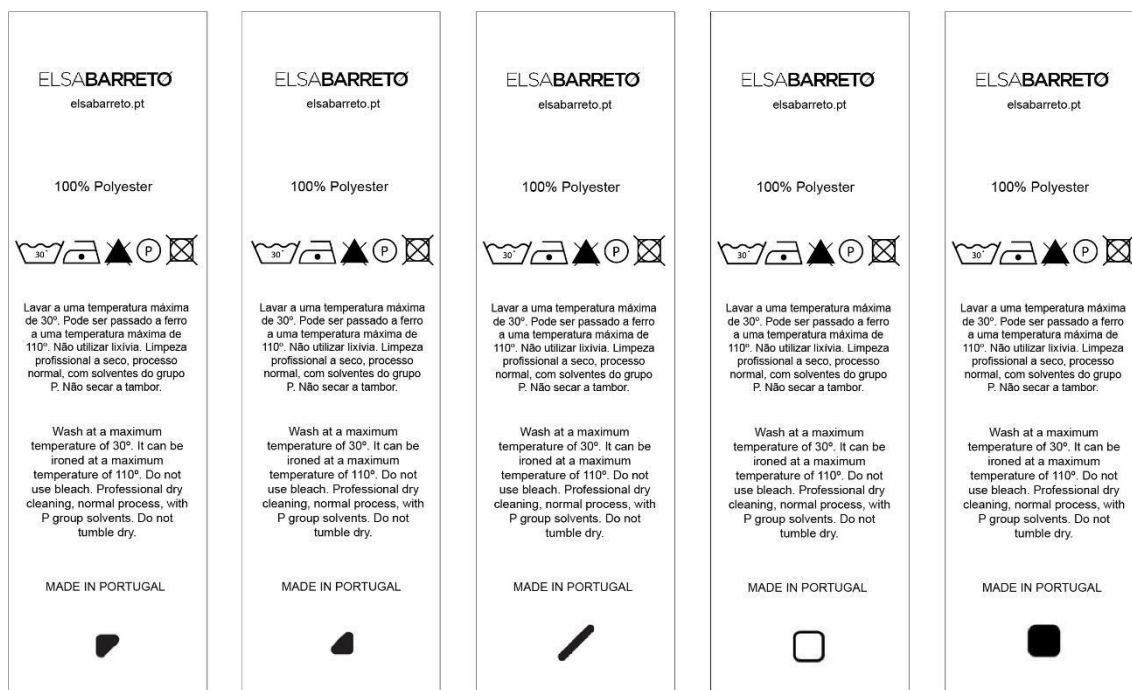 ELSABARRETO
elsabarreto.pt
100% Polyester
30°
P
Lavar a uma temperatura máxima
de 30º. Pode ser passado a ferro
a uma temperatura máxima de
110º. Não utilizar lixívia. Limpeza
profissional a seco, processo
normal, com solventes do grupo
P. Não secar a tambor.
Wash at a maximum
temperature of 30º. It can be
ironed at a maximum
temperature of 110º. Do not
use bleach. Professional dry
cleaning, normal process, with
P group solvents. Do not
tumble dry.
MADE IN PORTUGAL
ELSABARRETO
elsabarreto.pt
100% Polyester
30°
P
Lavar a uma temperatura máxima
de 30º. Pode ser passado a ferro
a uma temperatura máxima de
110º. Não utilizar lixívia. Limpeza
profissional a seco, processo
normal, com solventes do grupo
P. Não secar a tambor.
Wash at a maximum
temperature of 30º. It can be
ironed at a maximum
temperature of 110º. Do not
use bleach. Professional dry
cleaning, normal process, with
P group solvents. Do not
tumble dry.
MADE IN PORTUGAL
ELSABARRETO
elsabarreto.pt
100% Polyester
30°
P
Lavar a uma temperatura máxima
de 30º. Pode ser passado a ferro
a uma temperatura máxima de
110º. Não utilizar lixívia. Limpeza
profissional a seco, processo
normal, com solventes do grupo
P. Não secar a tambor.
Wash at a maximum
temperature of 30º. It can be
ironed at a maximum
temperature of 110º. Do not
use bleach. Professional dry
cleaning, normal process, with
P group solvents. Do not
tumble dry.
MADE IN PORTUGAL
ELSABARRETO
elsabarreto.pt
100% Polyester
30°
P
Lavar a uma temperatura máxima
de 30º. Pode ser passado a ferro
a uma temperatura máxima de
110º. Não utilizar lixívia. Limpeza
profissional a seco, processo
normal, com solventes do grupo
P. Não secar a tambor.
Wash at a maximum
temperature of 30º. It can be
ironed at a maximum
temperature of 110º. Do not
use bleach. Professional dry
cleaning, normal process, with
P group solvents. Do not
tumble dry.
MADE IN PORTUGAL
ELSABARRETO
elsabarreto.pt
100% Polyester
30°
P
Lavar a uma temperatura máxima
de 30º. Pode ser passado a ferro
a uma temperatura máxima de
110º. Não utilizar lixívia. Limpeza
profissional a seco, processo
normal, com solventes do grupo
P. Não secar a tambor.
Wash at a maximum
temperature of 30º. It can be
ironed at a maximum
temperature of 110º. Do not
use bleach. Professional dry
cleaning, normal process, with
P group solvents. Do not
tumble dry.
MADE IN PORTUGAL